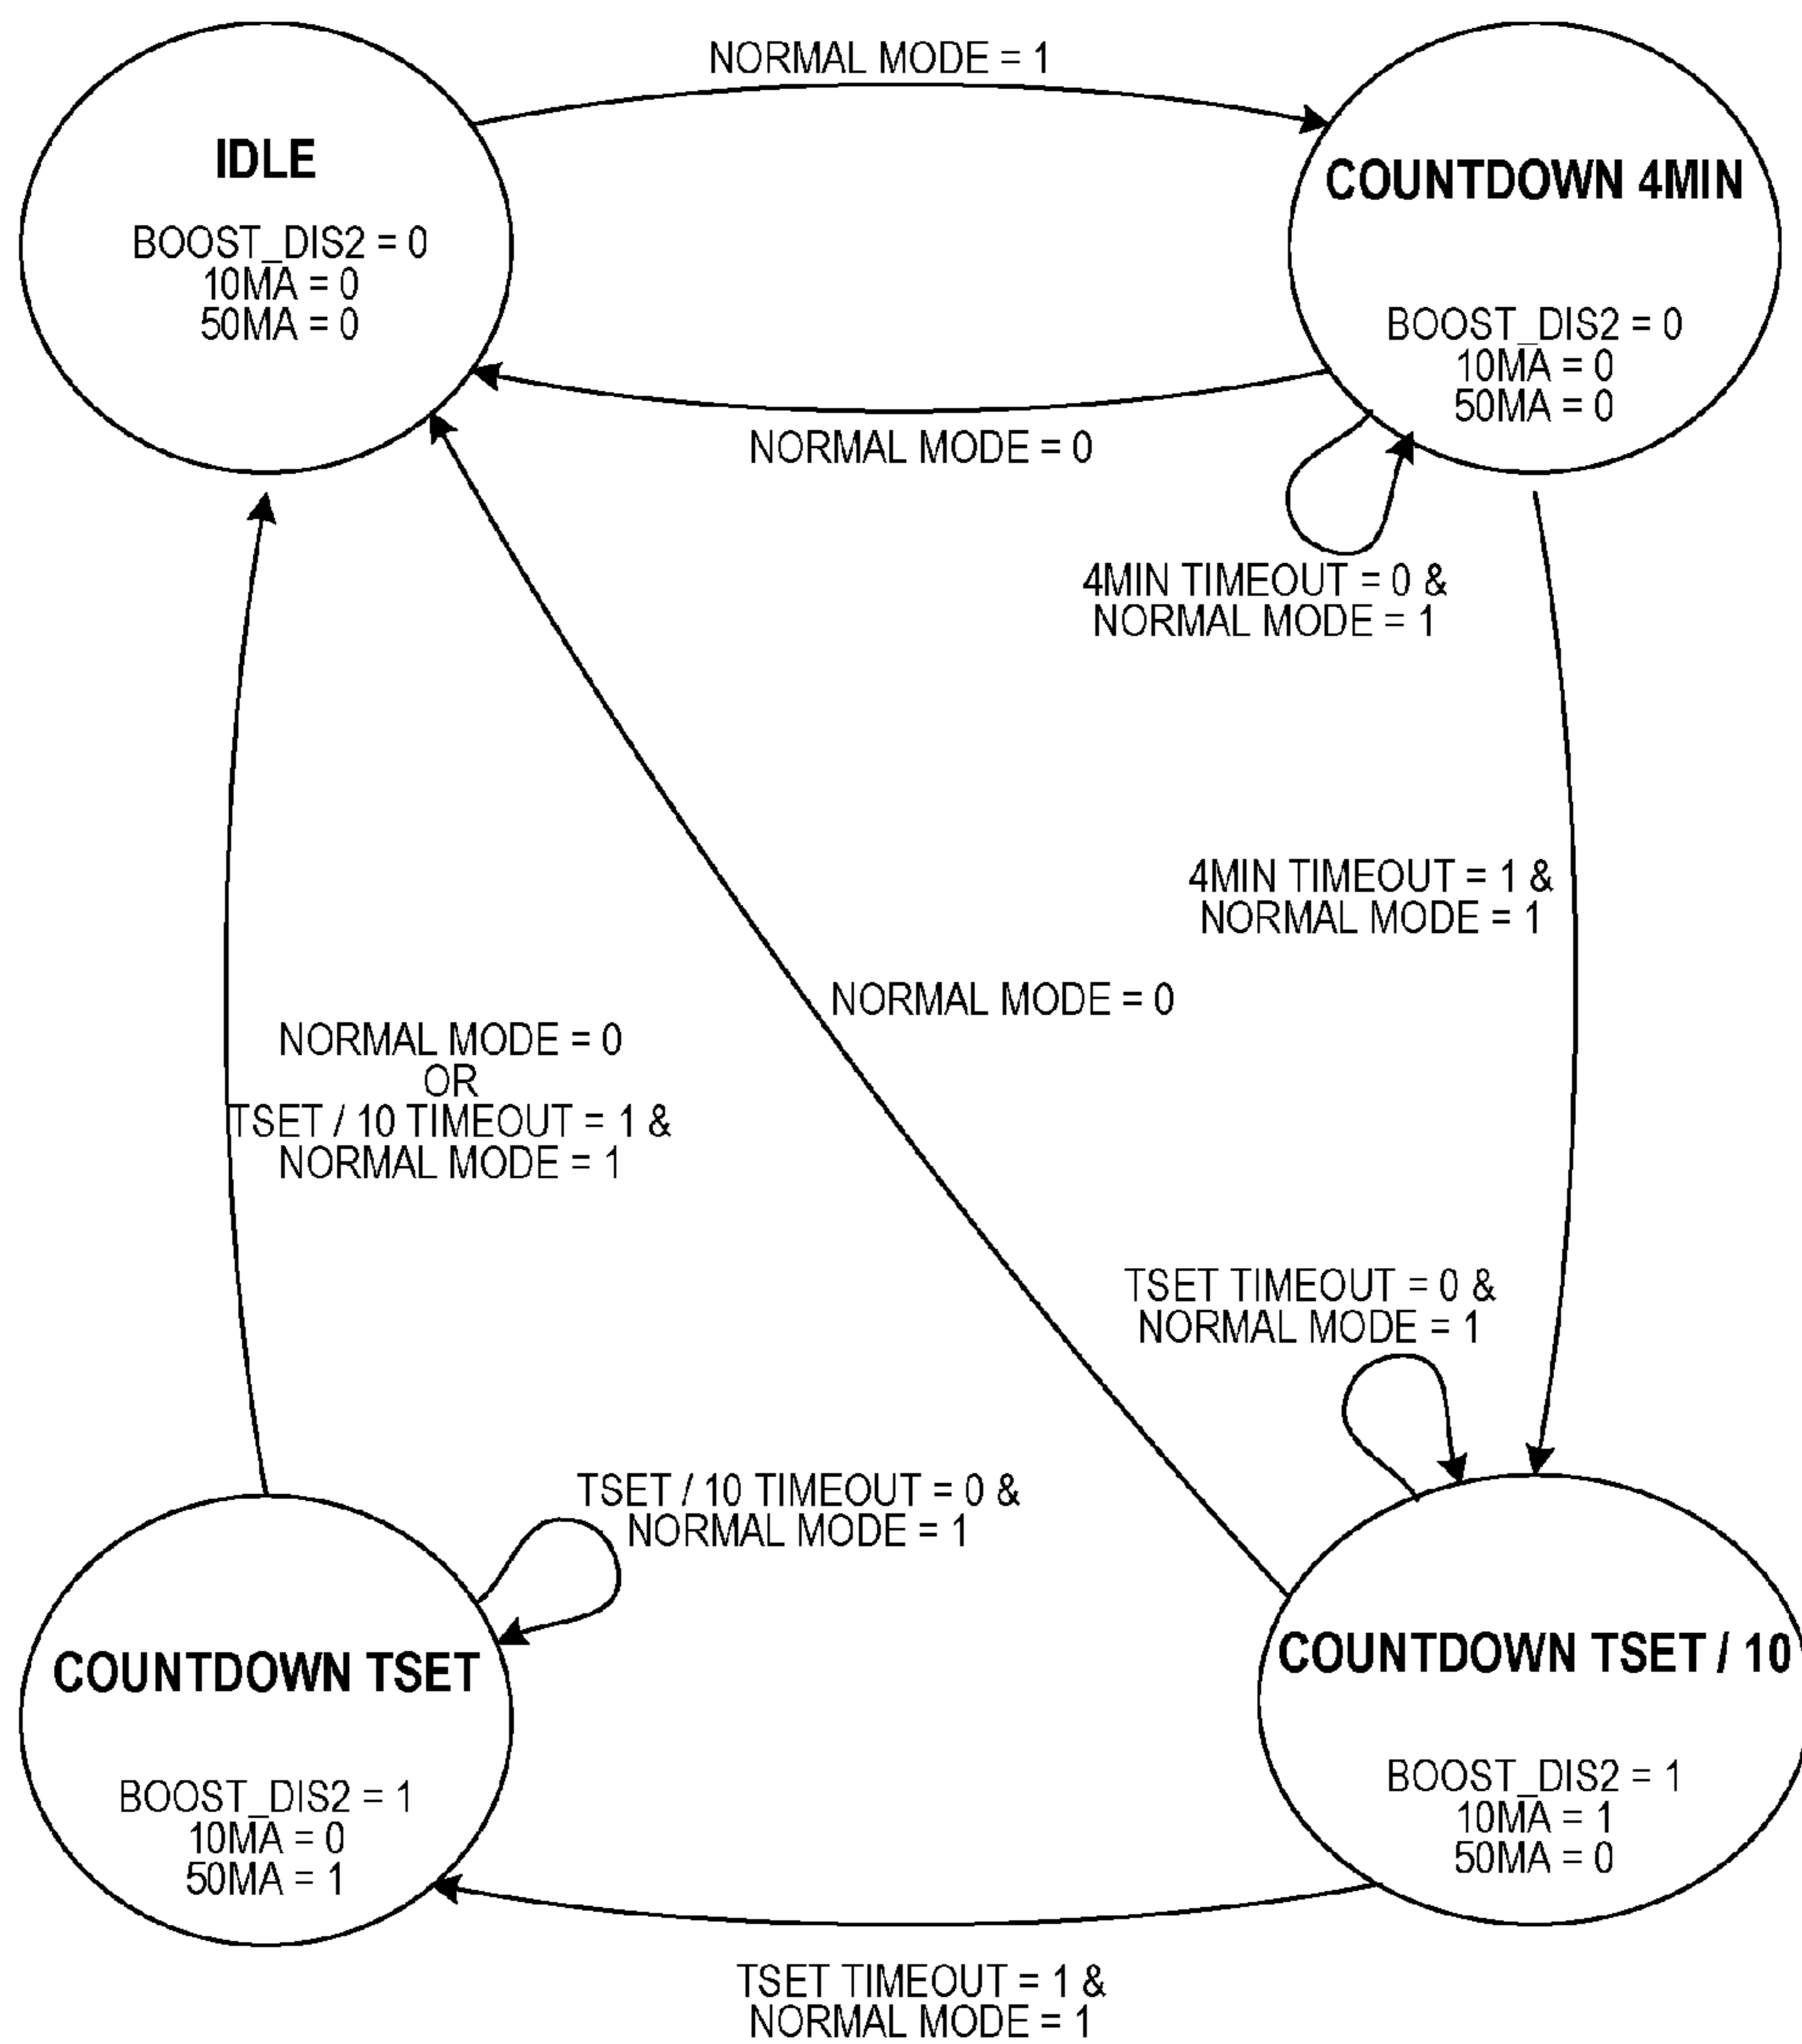 NORMAL MODE = 1
IDLE
BOOST_DIS2 = 0
10MA = 0
50MA = 0
COUNTDOWN 4MIN
BOOST_DIS2 = 0
10MA = 0
50MA = 0
NORMAL MODE = 0
4MIN TIMEOUT = 0 &
NORMAL MODE = 1
4MIN TIMEOUT = 1 &
NORMAL MODE = 1
NORMAL MODE = 0
NORMAL MODE = 0
OR
TSET / 10 TIMEOUT = 1 &
NORMAL MODE = 1
TSET TIMEOUT = 0 &
NORMAL MODE = 1
TSET / 10 TIMEOUT = 0 &
NORMAL MODE = 1
COUNTDOWN TSET
BOOST_DIS2 = 1
10MA = 0
50MA = 1
COUNTDOWN TSET / 10
BOOST_DIS2 = 1
10MA = 1
50MA = 0
TSET TIMEOUT = 1 &
NORMAL MODE = 1